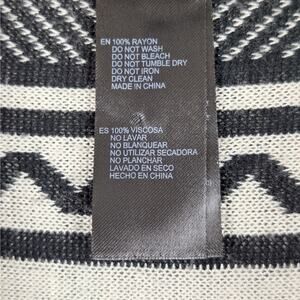 EN 100% RAYON
DO NOT WASH
DO NOT BLEACH
DO NOT TUMBLE DRY
DO NOT IRON
DRY CLEAN
MADE IN CHINA
ES 100% VISCOSA
NO LAVAR
NO BLANQUEAR
NO UTILIZAR SECADORA
NO PLANCHAR
LAVADO EN SECO
HECHO EN CHINA